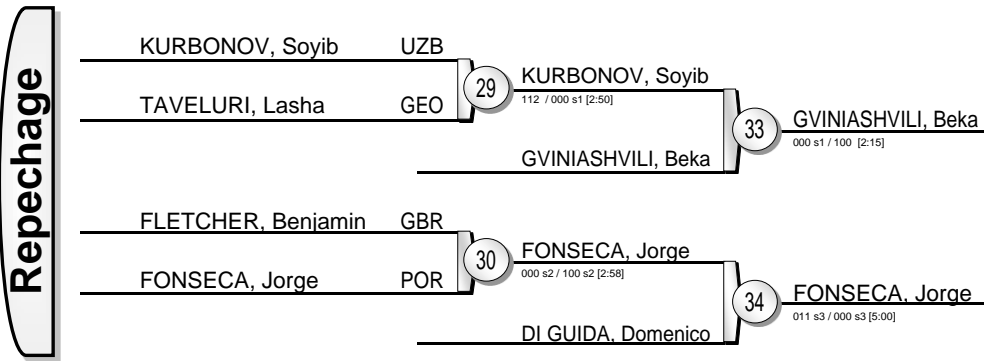 Repechage
KURBONOV, Soyib UZB
TAVELURI, Lasha GEO
29
KURBONOV, Soyib
112 / 000 s1 [2:50]
GVINIASHVILI, Beka
33
GVINIASHVILI, Beka
000 s1 / 100 [2:15]
FLETCHER, Benjamin GBR
FONSECA, Jorge POR
30
FONSECA, Jorge
000 s2 / 100 s2 [2:58]
DI GUIDA, Domenico
34
FONSECA, Jorge
011 s3 / 000 s3 [5:00]